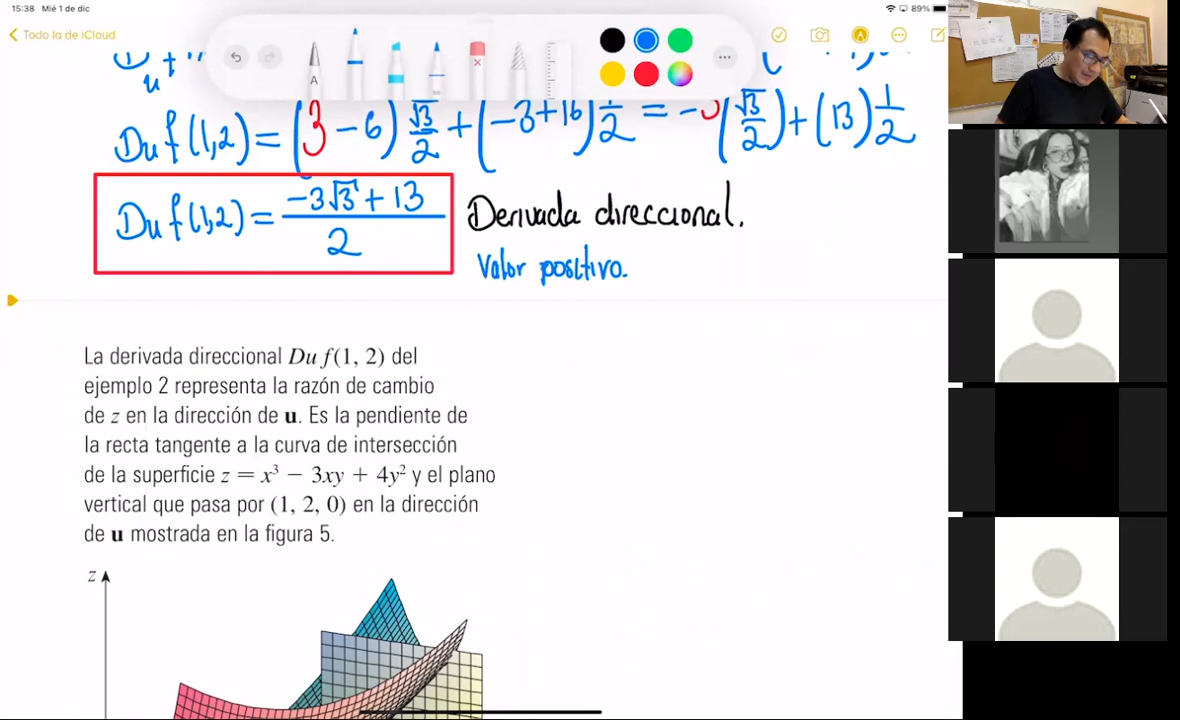 15:38 Mié 1 de dic
89%
Todo lo de iCloud
A
u
Du f(1,2) = (3 - 6) √3/2 + (-3+16) 1/2 = -3(√3/2) + (13) 1/2
Du f(1,2) = (-3√3 + 13)/2 Derivada direccional.
Valor positivo.
La derivada direccional Du f(1, 2) del
ejemplo 2 representa la razón de cambio
de z en la dirección de u. Es la pendiente de
la recta tangente a la curva de intersección
de la superficie z = x³ − 3xy + 4y² y el plano
vertical que pasa por (1, 2, 0) en la dirección
de u mostrada en la figura 5.
z